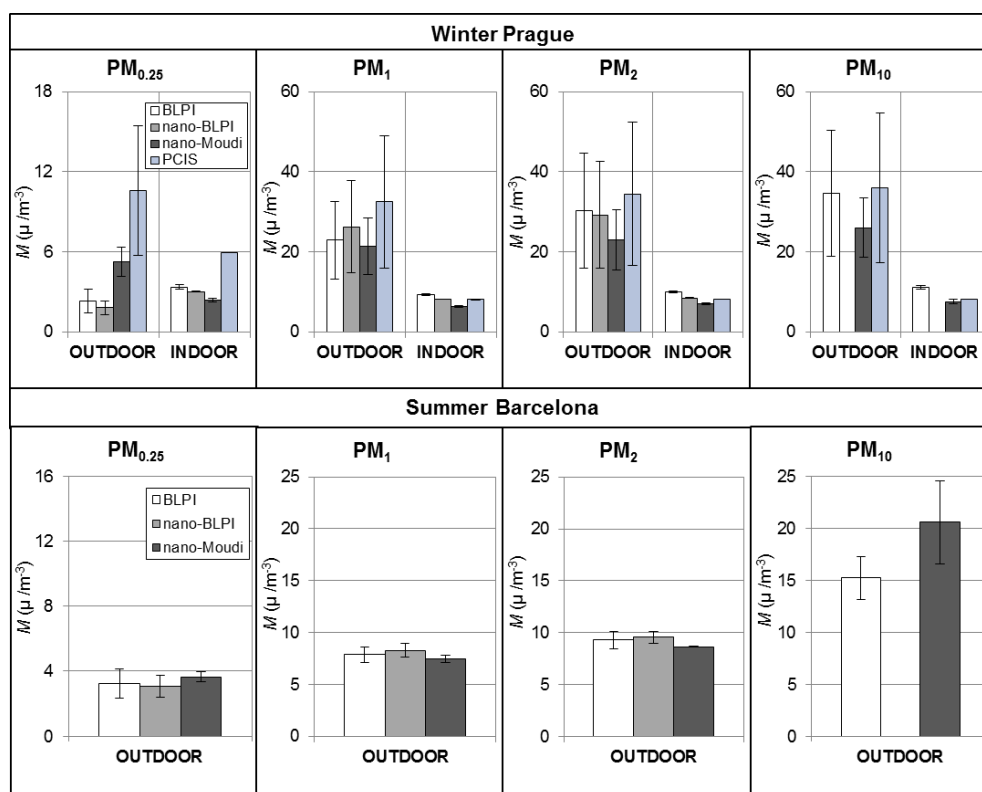 Winter Prague
PM0.25
PM1
PM2
PM10
M (µ /m-3)
18
12
6
0
BLPI
nano-BLPI
nano-Moudi
PCIS
OUTDOOR INDOOR
60
40
20
0
OUTDOOR INDOOR
60
40
20
0
OUTDOOR INDOOR
60
40
20
0
OUTDOOR INDOOR
Summer Barcelona
PM0.25
PM1
PM2
PM10
M (µ /m-3)
16
12
8
4
0
BLPI
nano-BLPI
nano-Moudi
OUTDOOR
M (µ /m-3)
25
20
15
10
5
0
OUTDOOR
M (µ /m-3)
25
20
15
10
5
0
OUTDOOR
M (µ /m-3)
25
20
15
10
5
0
OUTDOOR